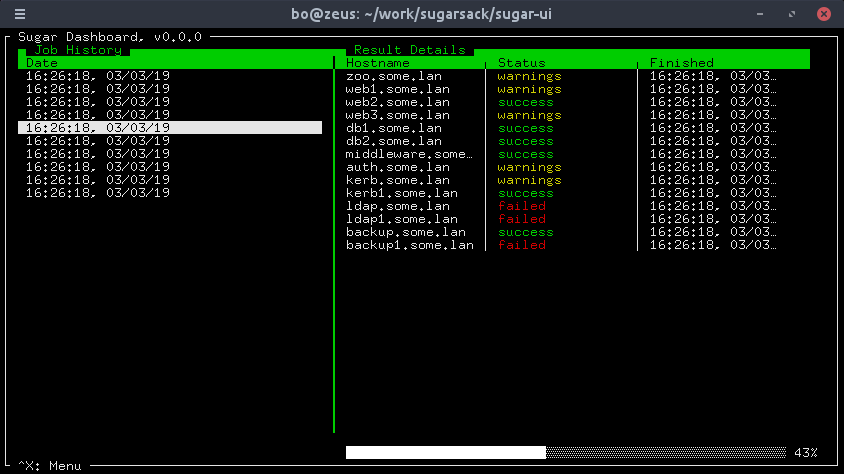 bo@zeus: ~/work/sugarsack/sugar-ui
Sugar Dashboard, v0.0.0
Job History
Date
16:26:18, 03/03/19
16:26:18, 03/03/19
16:26:18, 03/03/19
16:26:18, 03/03/19
16:26:18, 03/03/19
16:26:18, 03/03/19
16:26:18, 03/03/19
16:26:18, 03/03/19
16:26:18, 03/03/19
16:26:18, 03/03/19
Result Details
Hostname Status Finished
zoo.some.lan warnings 16:26:18, 03/03…
web1.some.lan warnings 16:26:18, 03/03…
web2.some.lan success 16:26:18, 03/03…
web3.some.lan warnings 16:26:18, 03/03…
db1.some.lan success 16:26:18, 03/03…
db2.some.lan success 16:26:18, 03/03…
middleware.some… success 16:26:18, 03/03…
auth.some.lan warnings 16:26:18, 03/03…
kerb.some.lan warnings 16:26:18, 03/03…
kerb1.some.lan success 16:26:18, 03/03…
ldap.some.lan failed 16:26:18, 03/03…
ldap1.some.lan failed 16:26:18, 03/03…
backup.some.lan success 16:26:18, 03/03…
backup1.some.lan failed 16:26:18, 03/03…
43%
^X: Menu